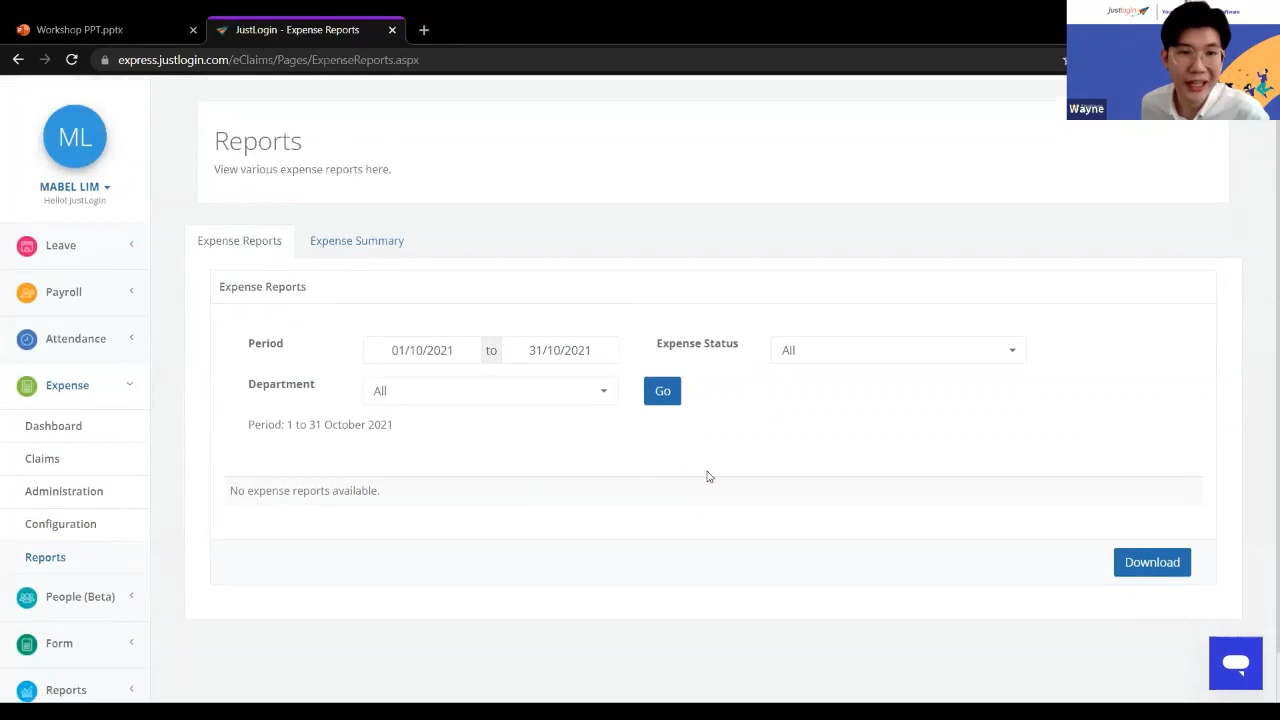 Workshop PPT.pptx
JustLogin - Expense Reports
express.justlogin.com/eClaims/Pages/ExpenseReports.aspx
justlogin
Wayne
ML
MABEL LIM
Hello! JustLogin
Leave
Payroll
Attendance
Expense
Dashboard
Claims
Administration
Configuration
Reports
People (Beta)
Form
Reports
Reports
View various expense reports here.
Expense Reports
Expense Summary
Expense Reports
Period
01/10/2021
to
31/10/2021
Expense Status
All
Department
All
Go
Period: 1 to 31 October 2021
No expense reports available.
Download